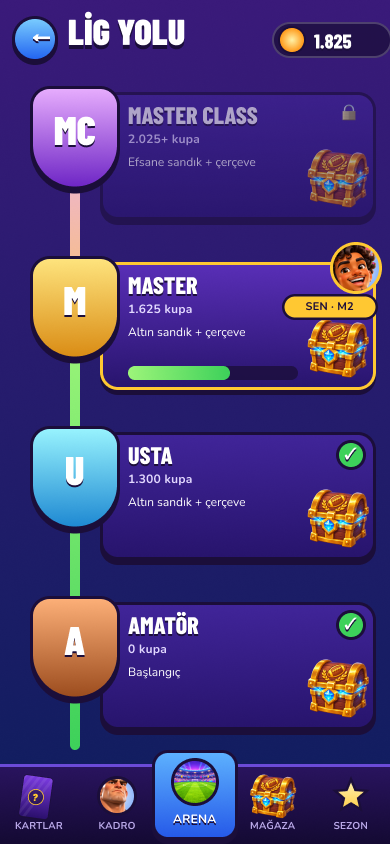 LİG YOLU
1.825
MC
MASTER CLASS
2.025+ kupa
Efsane sandık + çerçeve
M
MASTER
1.625 kupa
Altın sandık + çerçeve
SEN · M2
U
USTA
1.300 kupa
Altın sandık + çerçeve
A
AMATÖR
0 kupa
Başlangıç
?
KARTLAR
KADRO
ARENA
MAĞAZA
SEZON